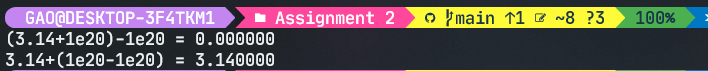 GAO@DESKTOP-3F4TKM1 Assignment 2 main ↑1 ~8 ?3 100%
(3.14+1e20)-1e20 = 0.000000
3.14+(1e20-1e20) = 3.140000